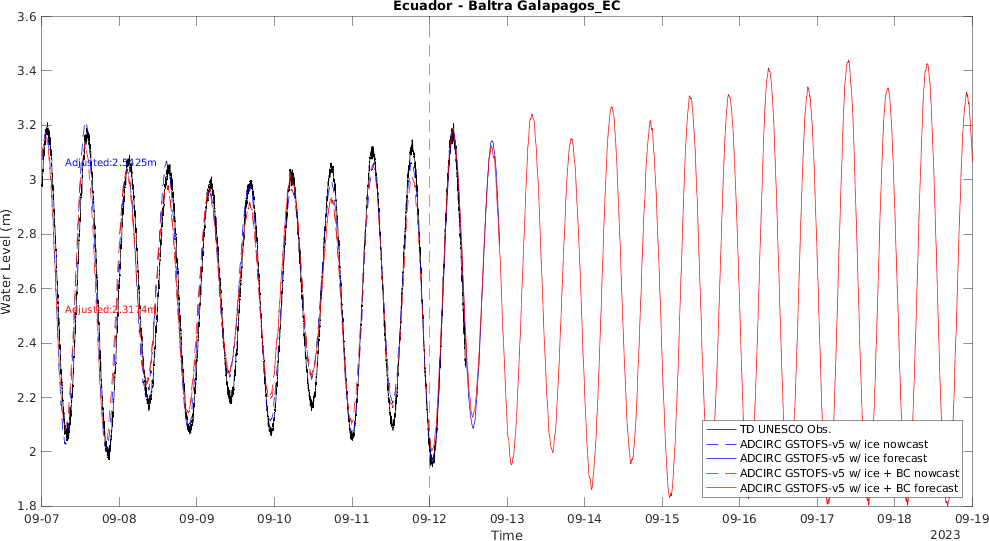 Ecuador - Baltra Galapagos_EC
3.6
3.4
3.2
3
2.8
2.6
2.4
2.2
2
1.8
Water Level (m)
Adjusted:2.5425m
Adjusted:2.3174m
TD UNESCO Obs.
ADCIRC GSTOFS-v5 w/ ice nowcast
ADCIRC GSTOFS-v5 w/ ice forecast
ADCIRC GSTOFS-v5 w/ ice + BC nowcast
ADCIRC GSTOFS-v5 w/ ice + BC forecast
09-07 09-08 09-09 09-10 09-11 09-12 09-13 09-14 09-15 09-16 09-17 09-18 09-19
Time
2023